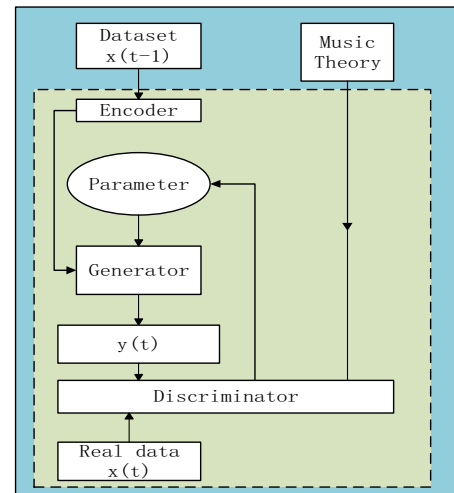 Dataset
x(t-1)
Music
Theory
Encoder
Parameter
Generator
y(t)
Discriminator
Real data
x(t)